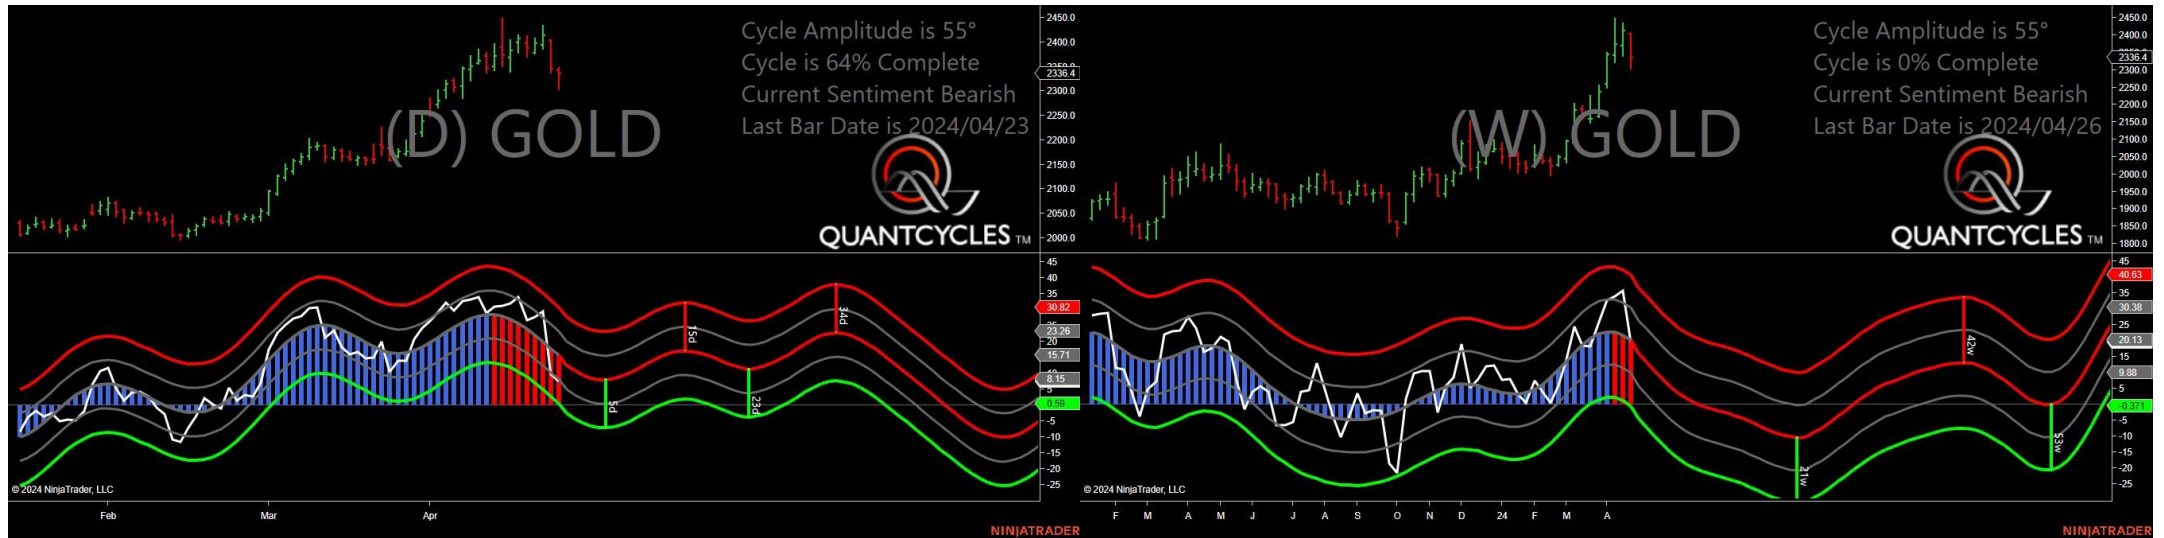 Cycle Amplitude is 55°
Cycle is 64% Complete
Current Sentiment Bearish
Last Bar Date is 2024/04/23
(D) GOLD
QUANTCYCLES TM
2450.0
2400.0
2336.4
2300.0
2250.0
2200.0
2150.0
2100.0
2050.0
2000.0
45
40
35
30.82
23.26
20
15.71
8.15
0.59
-5
-10
-15
-20
-25
15d
34d
5d
23d
© 2024 NinjaTrader, LLC
Feb
Mar
Apr
NINJATRADER
Cycle Amplitude is 55°
Cycle is 0% Complete
Current Sentiment Bearish
Last Bar Date is 2024/04/26
(W) GOLD
QUANTCYCLES TM
2450.0
2400.0
2336.4
2300.0
2250.0
2200.0
2150.0
2100.0
2050.0
2000.0
1950.0
1900.0
1850.0
1800.0
45
40.63
35
30.38
25
20.13
15
9.88
5
-0.371
-5
-10
-15
-20
-25
42w
21w
53w
© 2024 NinjaTrader, LLC
F
M
A
M
J
J
A
S
O
N
D
24
F
M
A
NINJATRADER